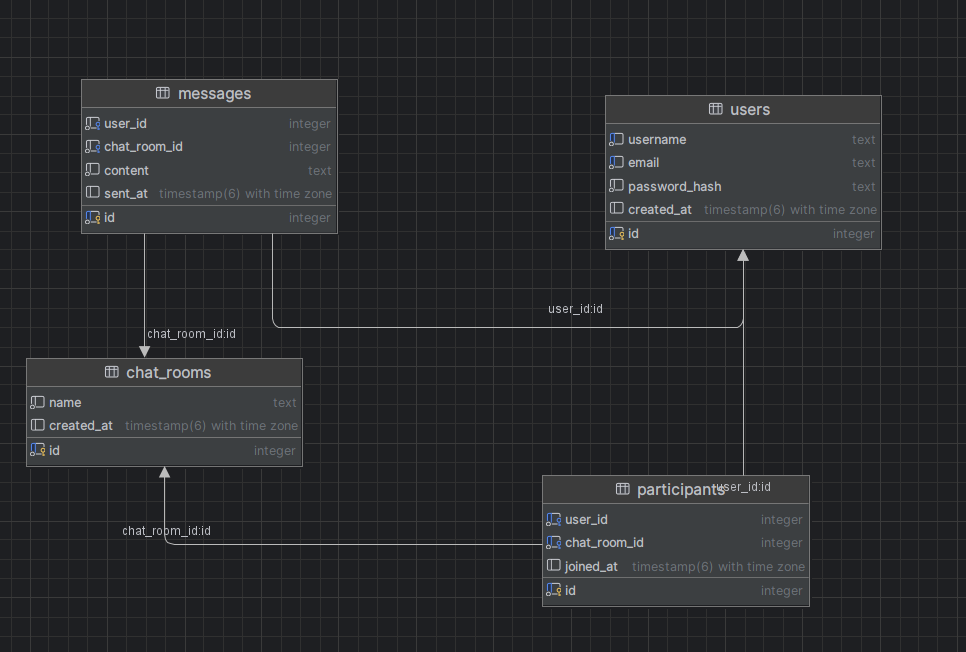 messages
user_id integer
chat_room_id integer
content text
sent_at timestamp(6) with time zone
id integer
users
username text
email text
password_hash text
created_at timestamp(6) with time zone
id integer
user_id:id
chat_room_id:id
chat_rooms
name text
created_at timestamp(6) with time zone
id integer
chat_room_id:id
participants
user_id:id
user_id integer
chat_room_id integer
joined_at timestamp(6) with time zone
id integer